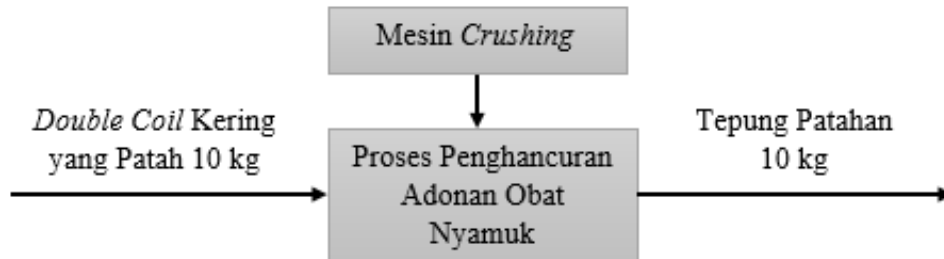 Mesin Crushing
Double Coil Kering
yang Patah 10 kg
Proses Penghancuran
Adonan Obat
Nyamuk
Tepung Patahan
10 kg